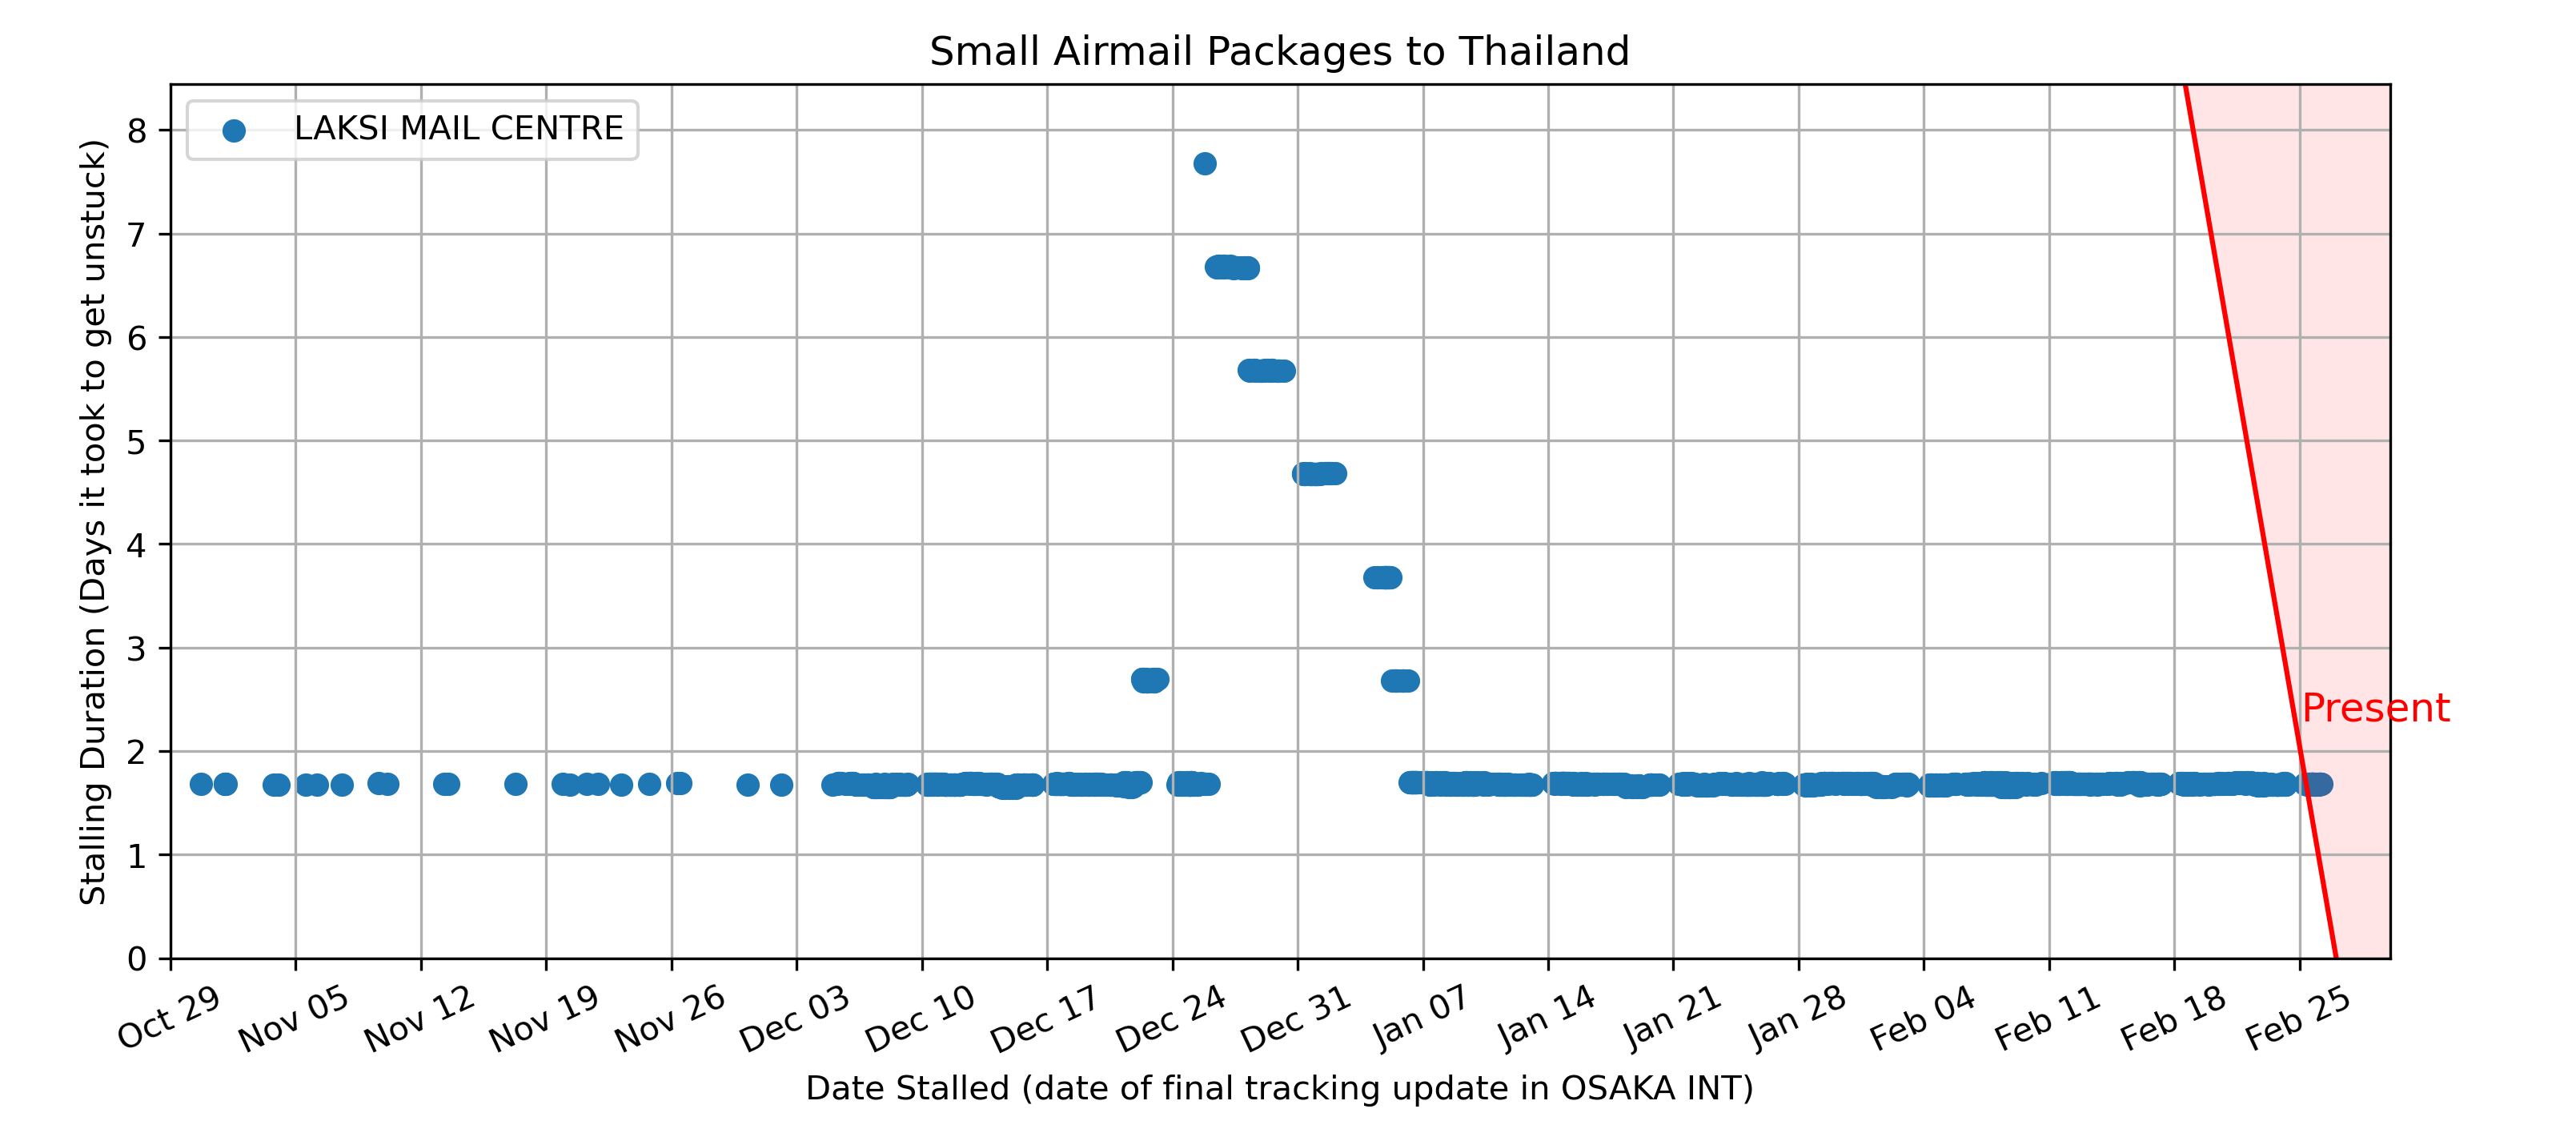 Small Airmail Packages to Thailand
LAKSI MAIL CENTRE
Stalling Duration (Days it took to get unstuck)
8
7
6
5
4
3
2
1
0
Present
Oct 29 Nov 05 Nov 12 Nov 19 Nov 26 Dec 03 Dec 10 Dec 17 Dec 24 Dec 31 Jan 07 Jan 14 Jan 21 Jan 28 Feb 04 Feb 11 Feb 18 Feb 25
Date Stalled (date of final tracking update in OSAKA INT)